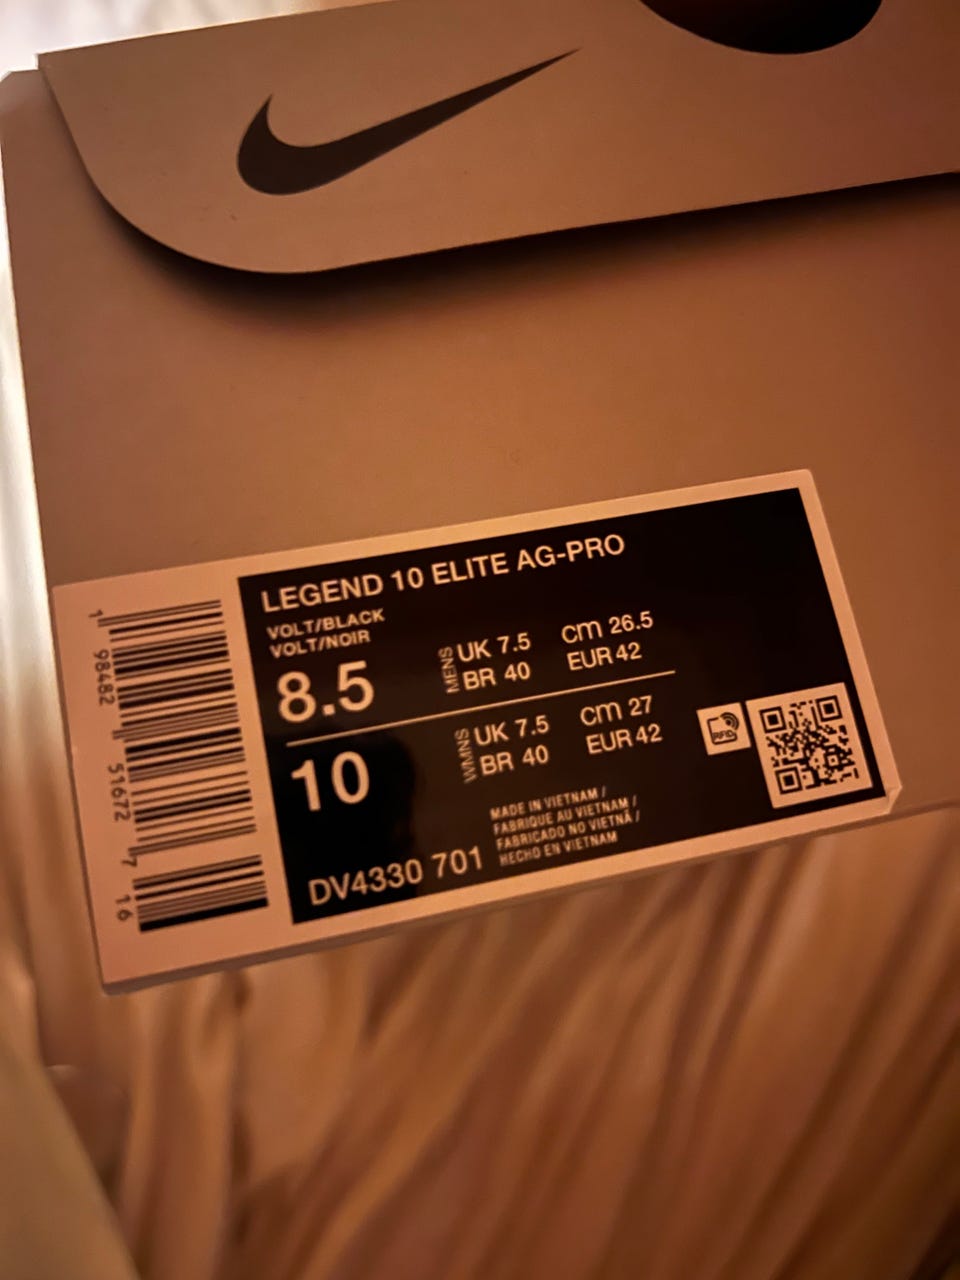 LEGEND 10 ELITE AG-PRO
VOLT/BLACK
VOLT/NOIR
8.5
MENS
UK 7.5
CM 26.5
BR 40
EUR 42
10
WMNS
UK 7.5
CM 27
BR 40
EUR 42
RFID
MADE IN VIETNAM /
FABRIQUE AU VIETNAM /
FABRICADO NO VIETNÃ /
HECHO EN VIETNAM
DV4330 701
1 98482 51672 7 16